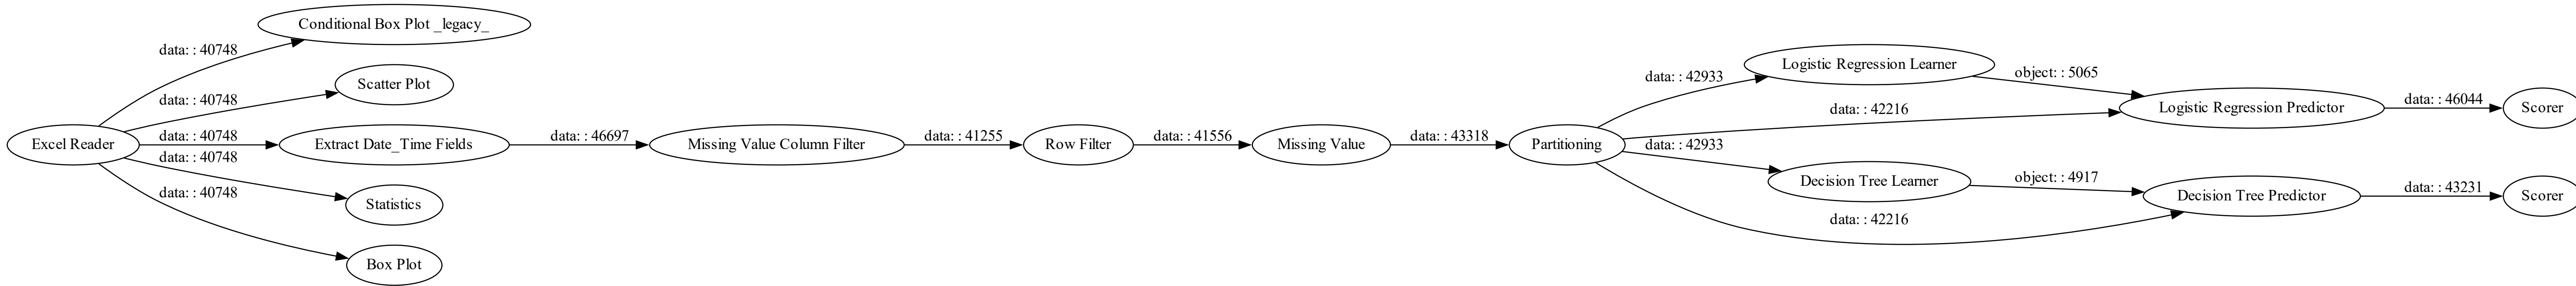 Conditional Box Plot _legacy_
data: : 40748
Scatter Plot
data: : 40748
Excel Reader
data: : 40748
Extract Date_Time Fields
data: : 46697
Missing Value Column Filter
data: : 41255
Row Filter
data: : 41556
Missing Value
data: : 43318
Partitioning
data: : 40748
Statistics
data: : 40748
Box Plot
data: : 42933
Logistic Regression Learner
object: : 5065
data: : 42216
Logistic Regression Predictor
data: : 46044
Scorer
data: : 42933
Decision Tree Learner
object: : 4917
data: : 42216
Decision Tree Predictor
data: : 43231
Scorer